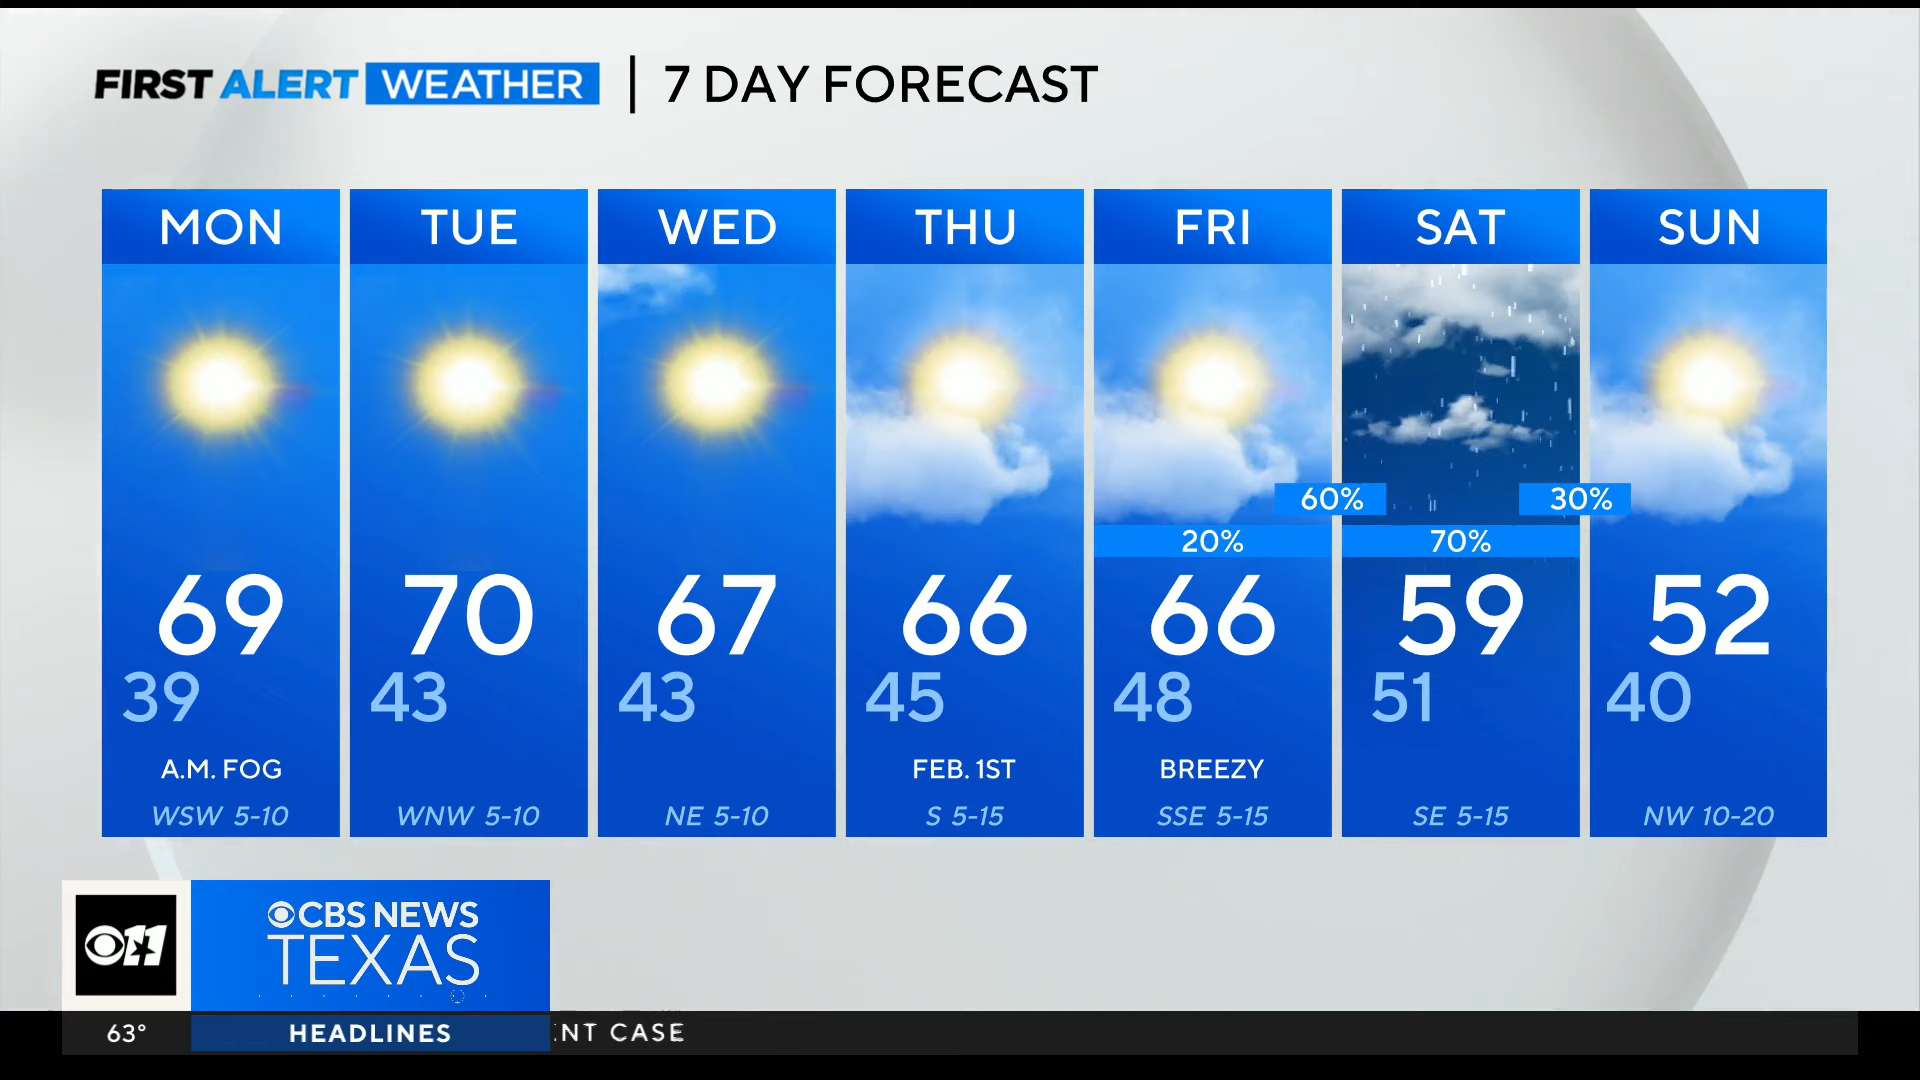 FIRST ALERT WEATHER | 7 DAY FORECAST
MON TUE WED THU FRI SAT SUN
60% 30%
20% 70%
69 70 67 66 66 59 52
39 43 43 45 48 51 40
A.M. FOG FEB. 1ST BREEZY
WSW 5-10 WNW 5-10 NE 5-10 S 5-15 SSE 5-15 SE 5-15 NW 10-20
11 CBS NEWS
TEXAS
63° HEADLINES NT CASE